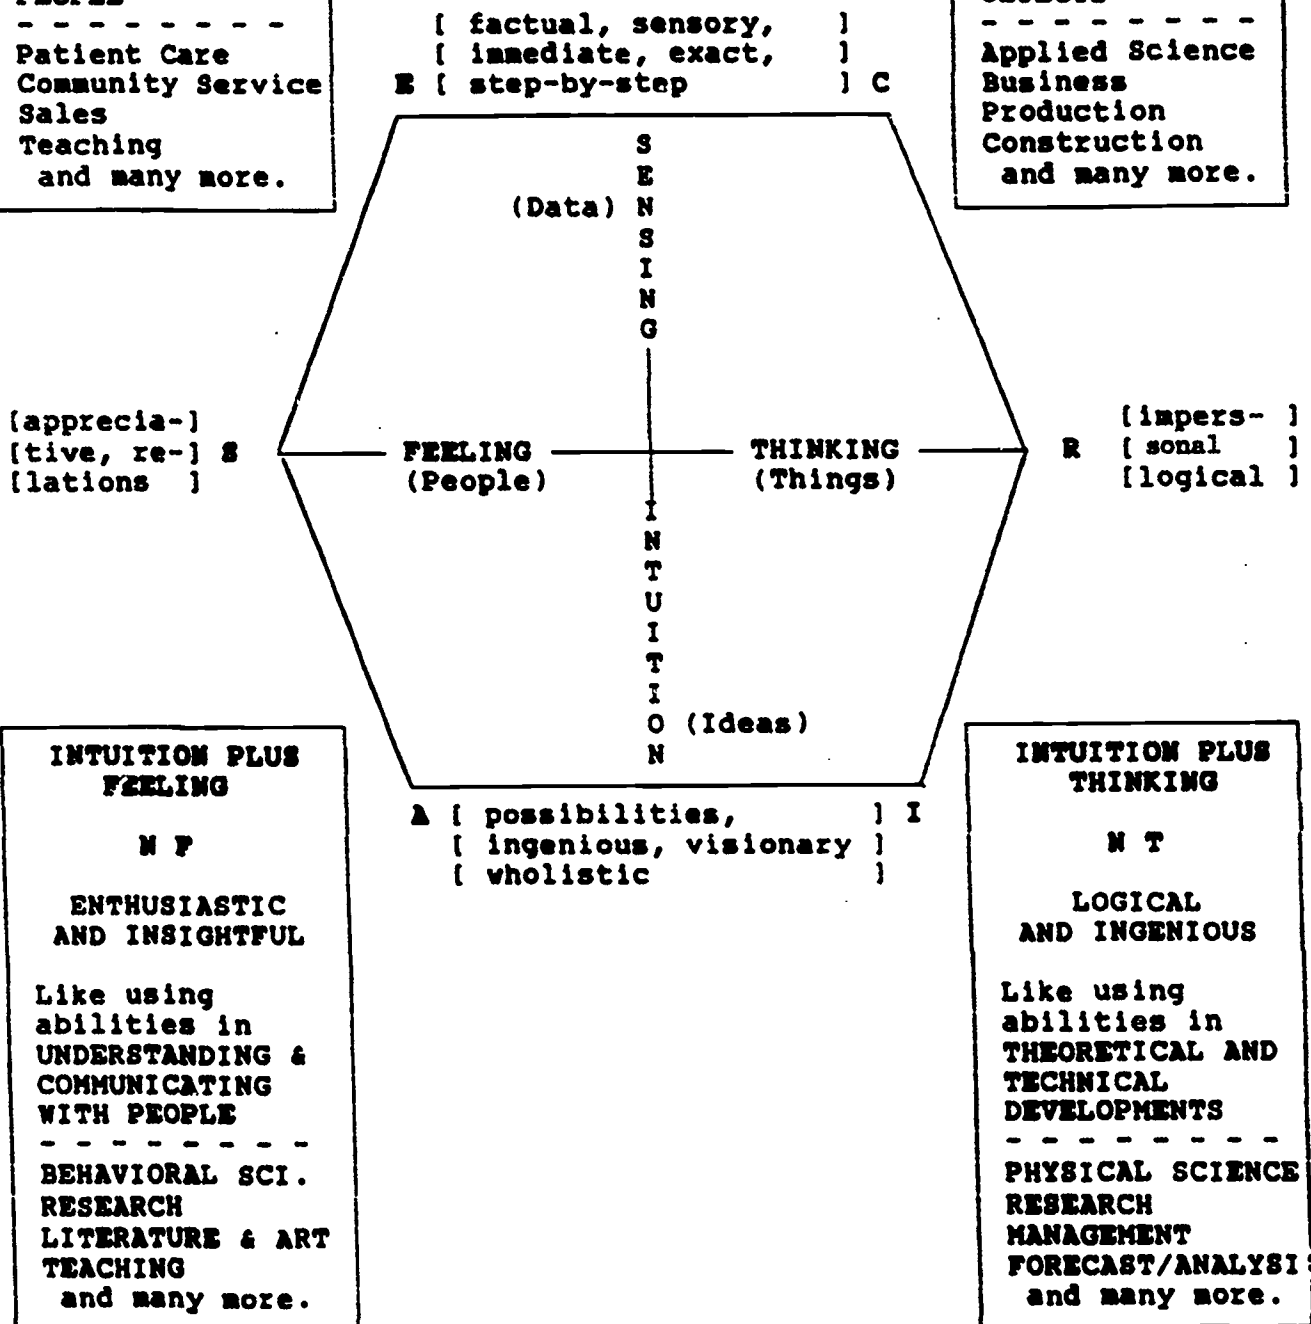 - - - - - - - -
Patient Care
Community Service
Sales
Teaching
and many more.
[ factual, sensory, ]
[ immediate, exact, ]
E [ step-by-step ] C
- - - - - - - -
Applied Science
Business
Production
Construction
and many more.
S
E
(Data) N
S
I
N
G
[apprecia-]
[tive, re-] S
[lations ]
FEELING
(People)
THINKING
(Things)
R
[impers- ]
[ sonal ]
[logical ]
I
N
T
U
I
T
I
O (Ideas)
N
A [ possibilities, ] I
[ ingenious, visionary ]
[ wholistic ]
INTUITION PLUS
FEELING
N F
ENTHUSIASTIC
AND INSIGHTFUL
Like using
abilities in
UNDERSTANDING &
COMMUNICATING
WITH PEOPLE
- - - - - - - -
BEHAVIORAL SCI.
RESEARCH
LITERATURE & ART
TEACHING
and many more.
INTUITION PLUS
THINKING
N T
LOGICAL
AND INGENIOUS
Like using
abilities in
THEORETICAL AND
TECHNICAL
DEVELOPMENTS
- - - - - - - -
PHYSICAL SCIENCE
RESEARCH
MANAGEMENT
FORECAST/ANALYSIS
and many more.